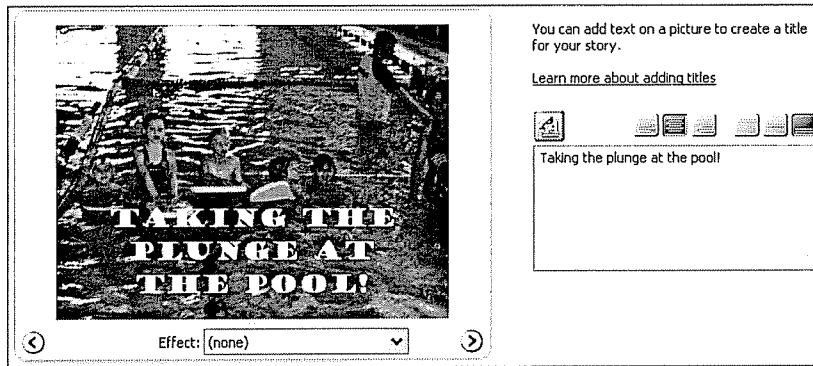 You can add text on a picture to create a title
for your story.
Learn more about adding titles
Taking the plunge at the pool!
TAKING THE
PLUNGE AT
THE POOL!
Effect: (none)